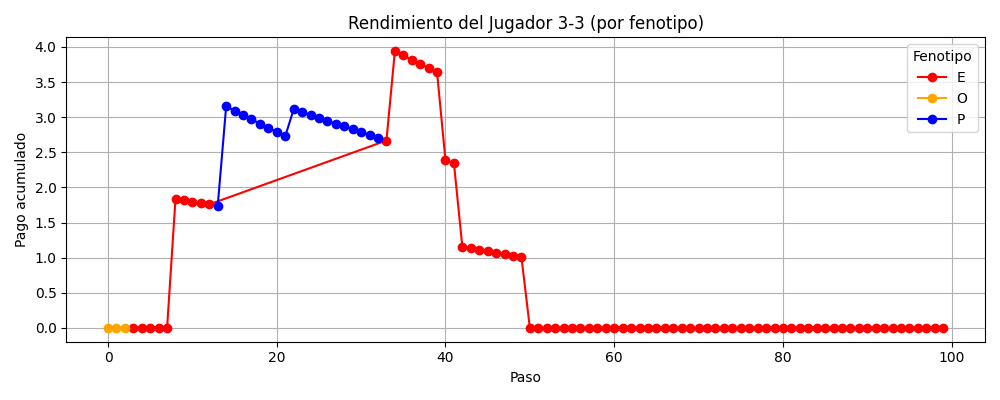 Rendimiento del Jugador 3-3 (por fenotipo)
Pago acumulado
4.0
3.5
3.0
2.5
2.0
1.5
1.0
0.5
0.0
Fenotipo
E
O
P
0
20
40
60
80
100
Paso